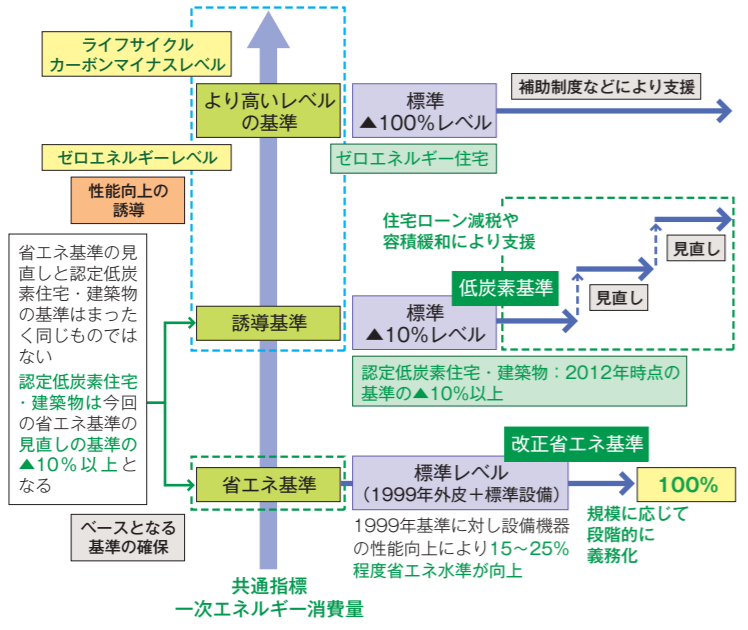 ライフサイクル
カーボンマイナスレベル
より高いレベル
の基準
標準
▲100%レベル
補助制度などにより支援
ゼロエネルギーレベル
ゼロエネルギー住宅
性能向上の
誘導
住宅ローン減税や
容積緩和により支援
見直し
省エネ基準の見
直しと認定低炭
素住宅・建築物
の基準はまった
く同じものでは
ない
認定低炭素住宅
・建築物は今回
の省エネ基準の
見直しの基準の
▲10%以上と
なる
低炭素基準
見直し
誘導基準
標準
▲10%レベル
認定低炭素住宅・建築物：2012年時点の
基準の▲10%以上
改正省エネ基準
省エネ基準
標準レベル
（1999年外皮＋標準設備）
100%
ベースとなる
基準の確保
1999年基準に対し設備機器
の性能向上により15〜25%
程度省エネ水準が向上
規模に応じて
段階的に
義務化
共通指標
一次エネルギー消費量